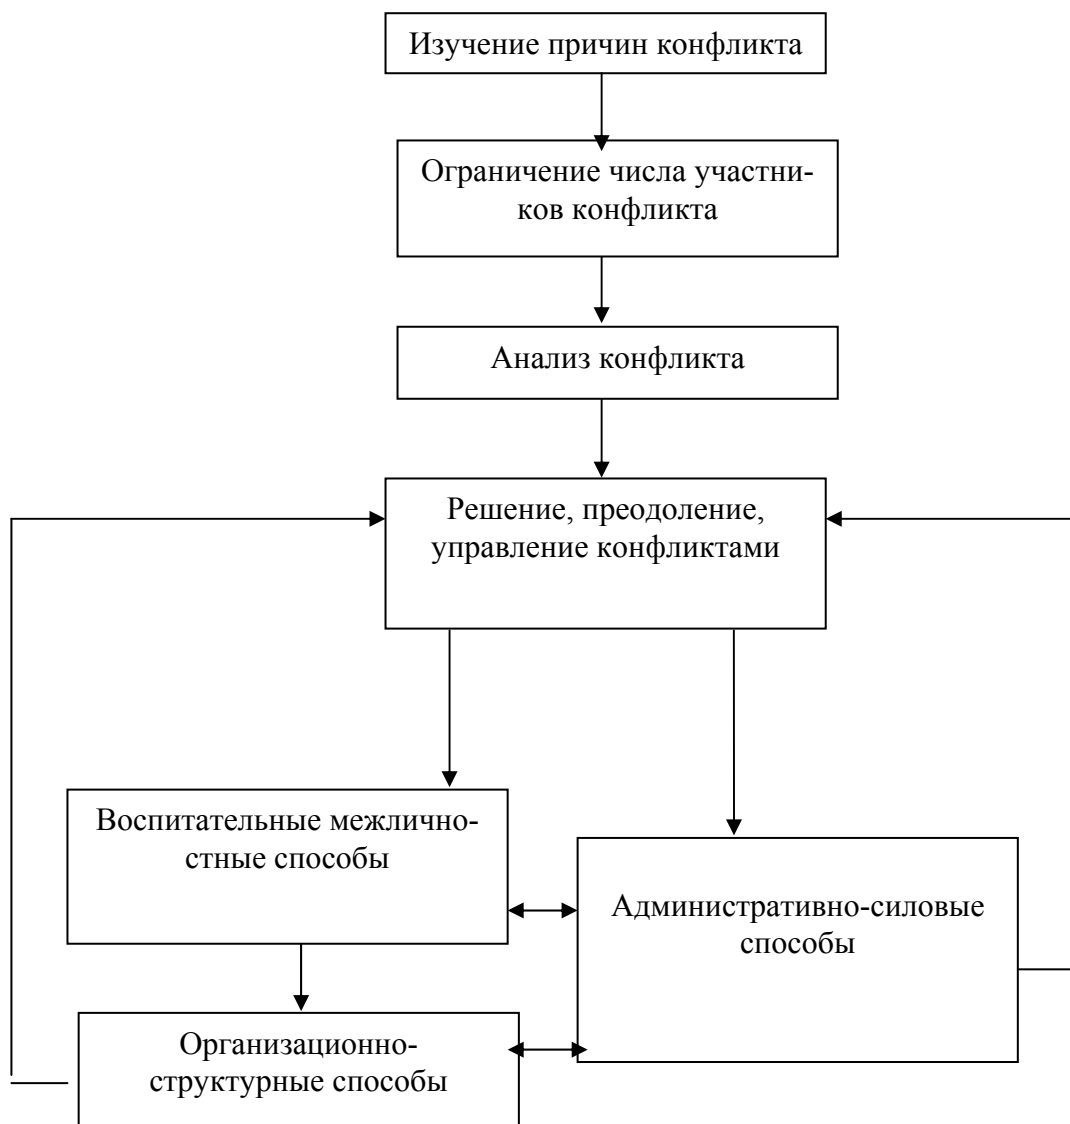 Изучение причин конфликта
Ограничение числа участни-
ков конфликта
Анализ конфликта
Решение, преодоление,
управление конфликтами
Воспитательные межлично-
стные способы
Административно-силовые
способы
Организационно-
структурные способы